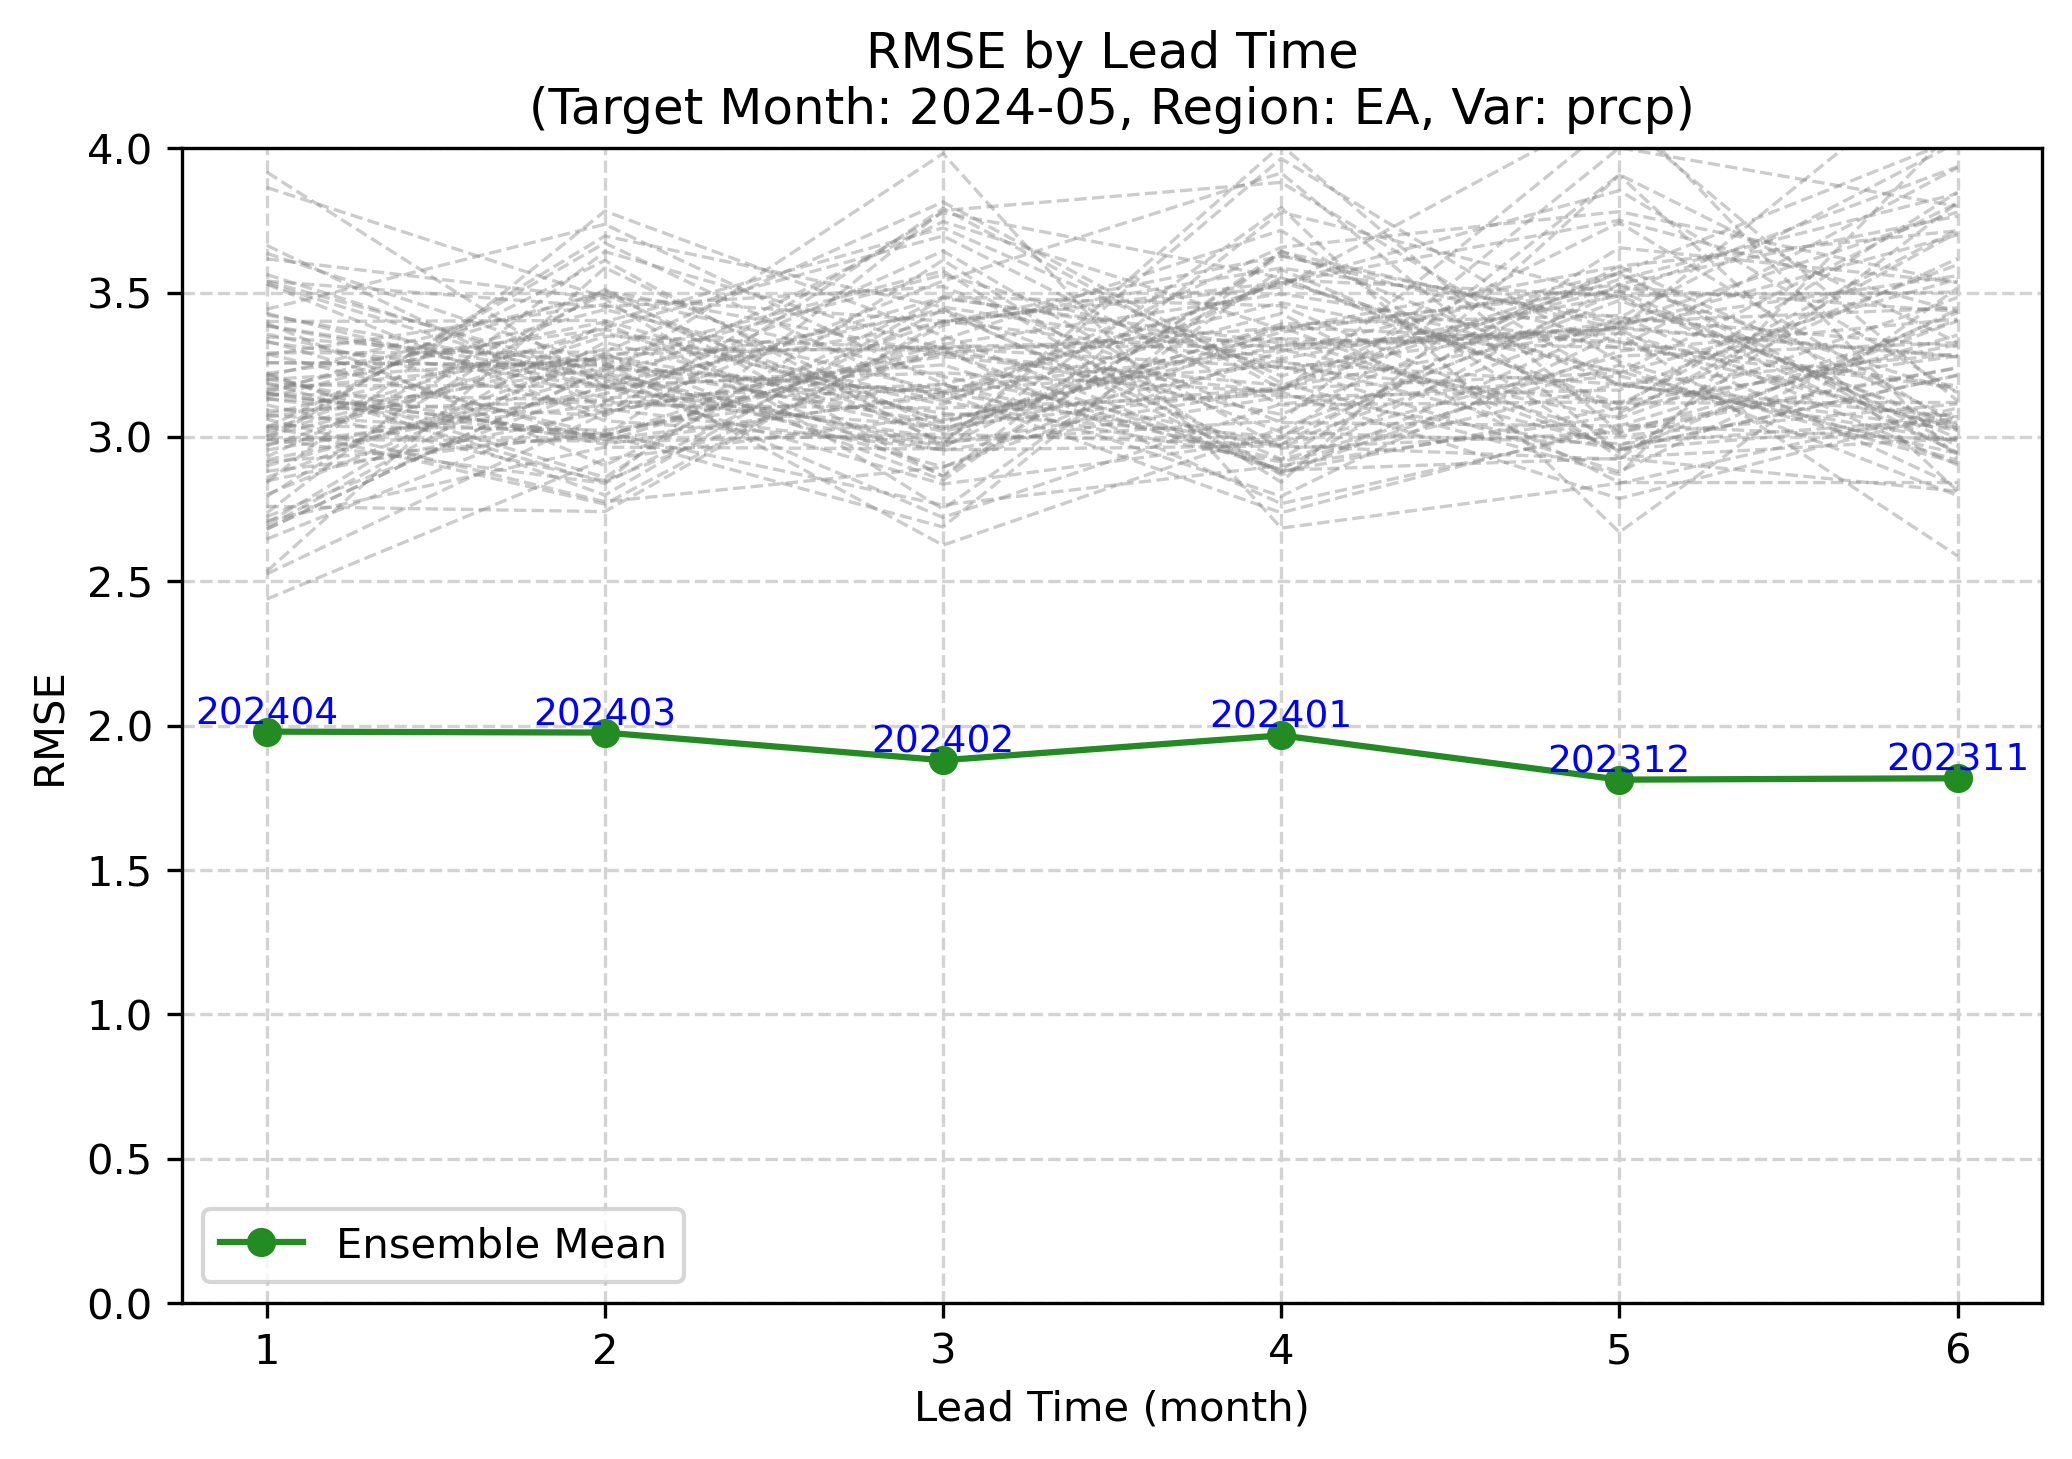 RMSE by Lead Time
(Target Month: 2024-05, Region: EA, Var: prcp)
4.0
3.5
3.0
2.5
2.0
1.5
1.0
0.5
0.0
RMSE
202404
202403
202402
202401
202312
202311
Ensemble Mean
1 2 3 4 5 6
Lead Time (month)